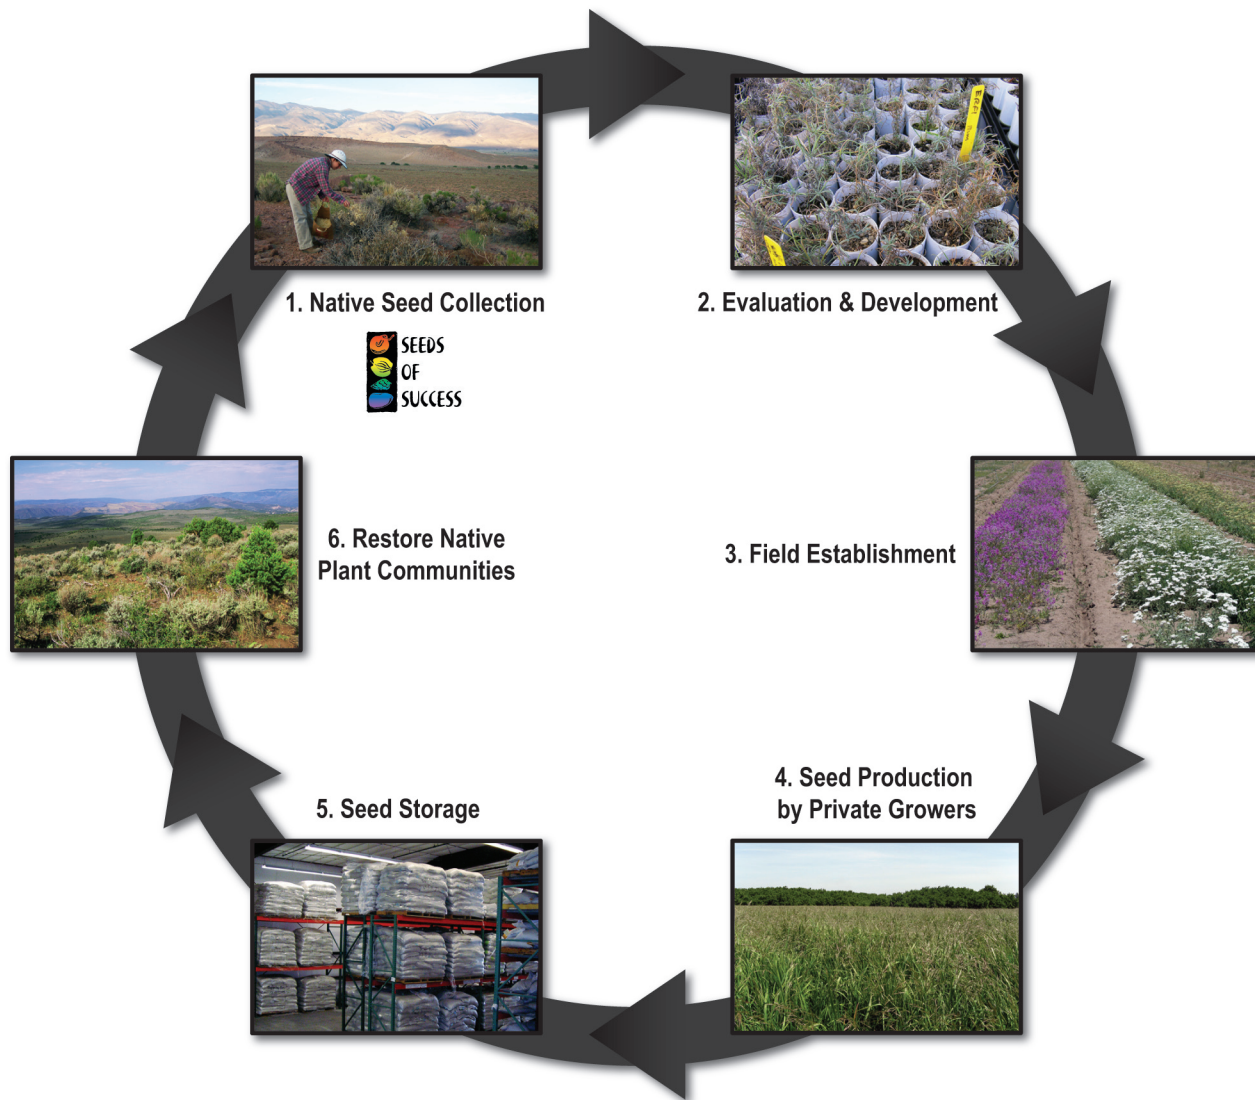 1. Native Seed Collection
SEEDS
OF
SUCCESS
2. Evaluation & Development
3. Field Establishment
4. Seed Production
by Private Growers
5. Seed Storage
6. Restore Native
Plant Communities